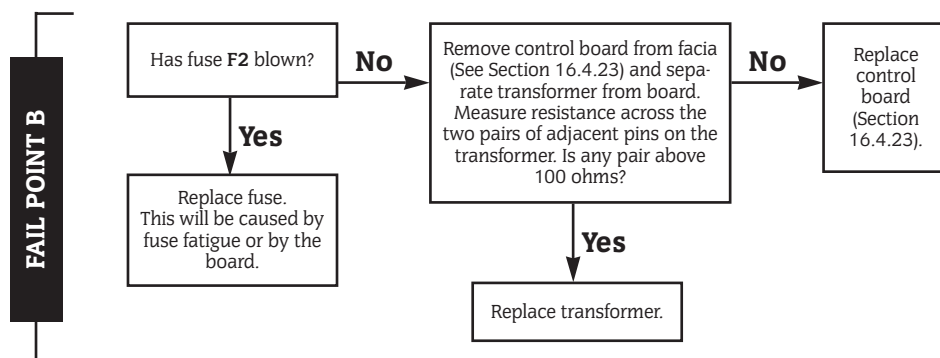 FAIL POINT B
Has fuse F2 blown?
No
Yes
Replace fuse.
This will be caused by
fuse fatigue or by the
board.
Remove control board from facia
(See Section 16.4.23) and sepa-
rate transformer from board.
Measure resistance across the
two pairs of adjacent pins on the
transformer. Is any pair above
100 ohms?
No
Yes
Replace transformer.
Replace
control
board
(Section
16.4.23).